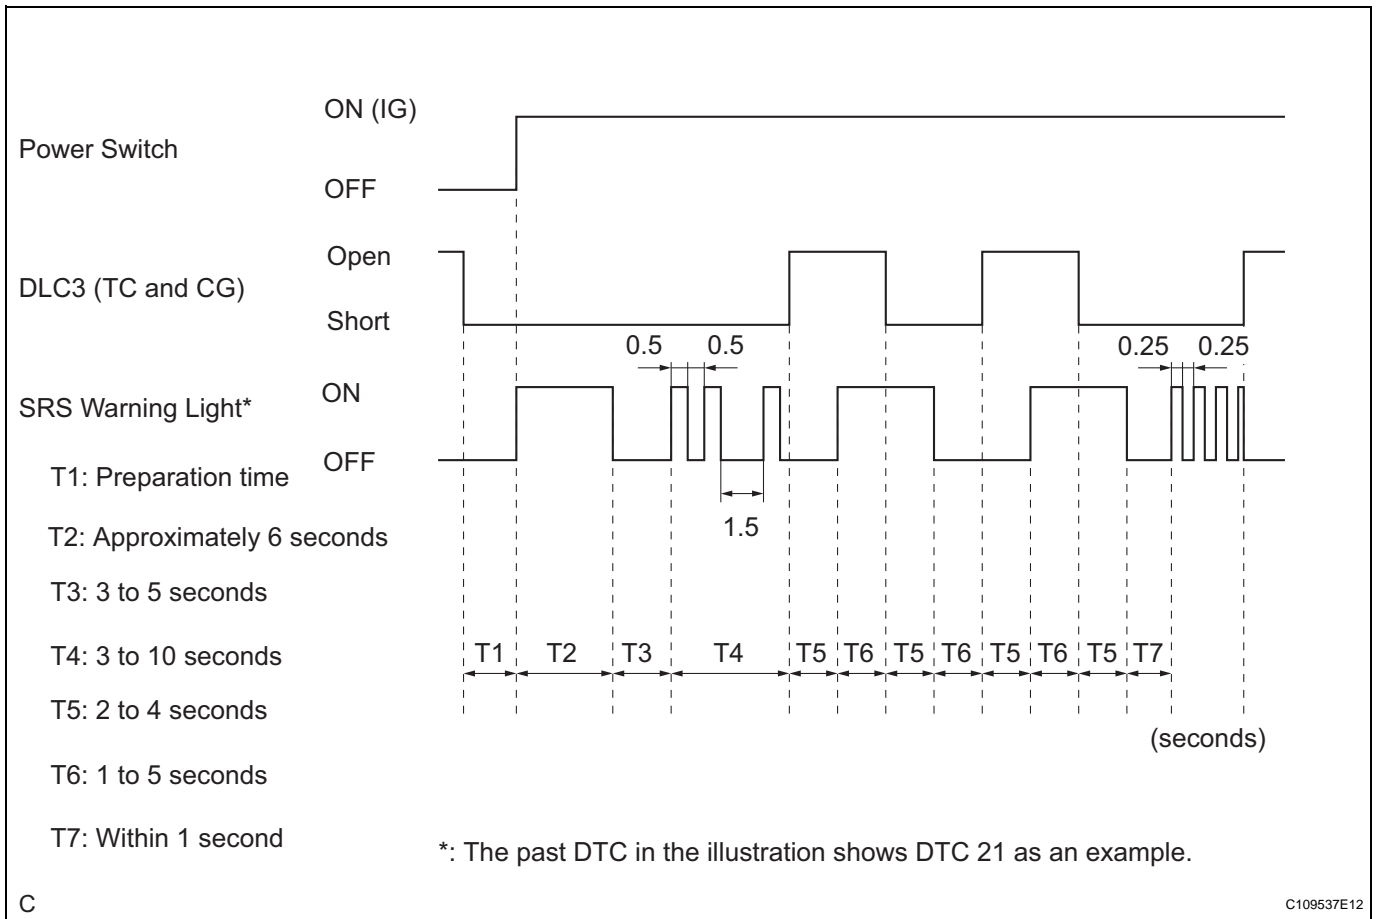 ON (IG)
Power Switch
OFF
Open
DLC3 (TC and CG)
Short
0.5 0.5
0.25 0.25
ON
SRS Warning Light*
OFF
T1: Preparation time
1.5
T2: Approximately 6 seconds
T3: 3 to 5 seconds
T4: 3 to 10 seconds
T1 T2 T3 T4 T5 T6 T5 T6 T5 T6 T5 T7
T5: 2 to 4 seconds
(seconds)
T6: 1 to 5 seconds
T7: Within 1 second
*: The past DTC in the illustration shows DTC 21 as an example.
C
C109537E12